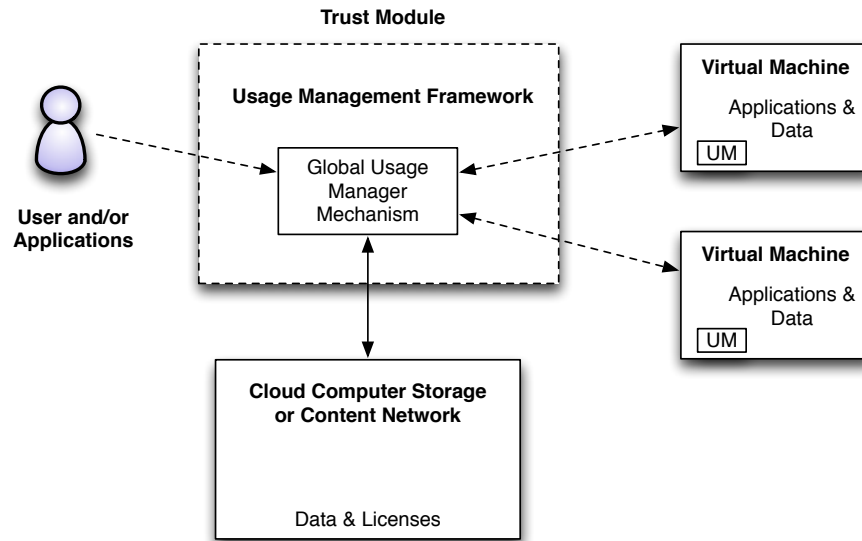 Trust Module
Usage Management Framework
Global Usage
Manager
Mechanism
User and/or
Applications
Virtual Machine
Applications &
Data
UM
Virtual Machine
Applications &
Data
UM
Cloud Computer Storage
or Content Network
Data & Licenses